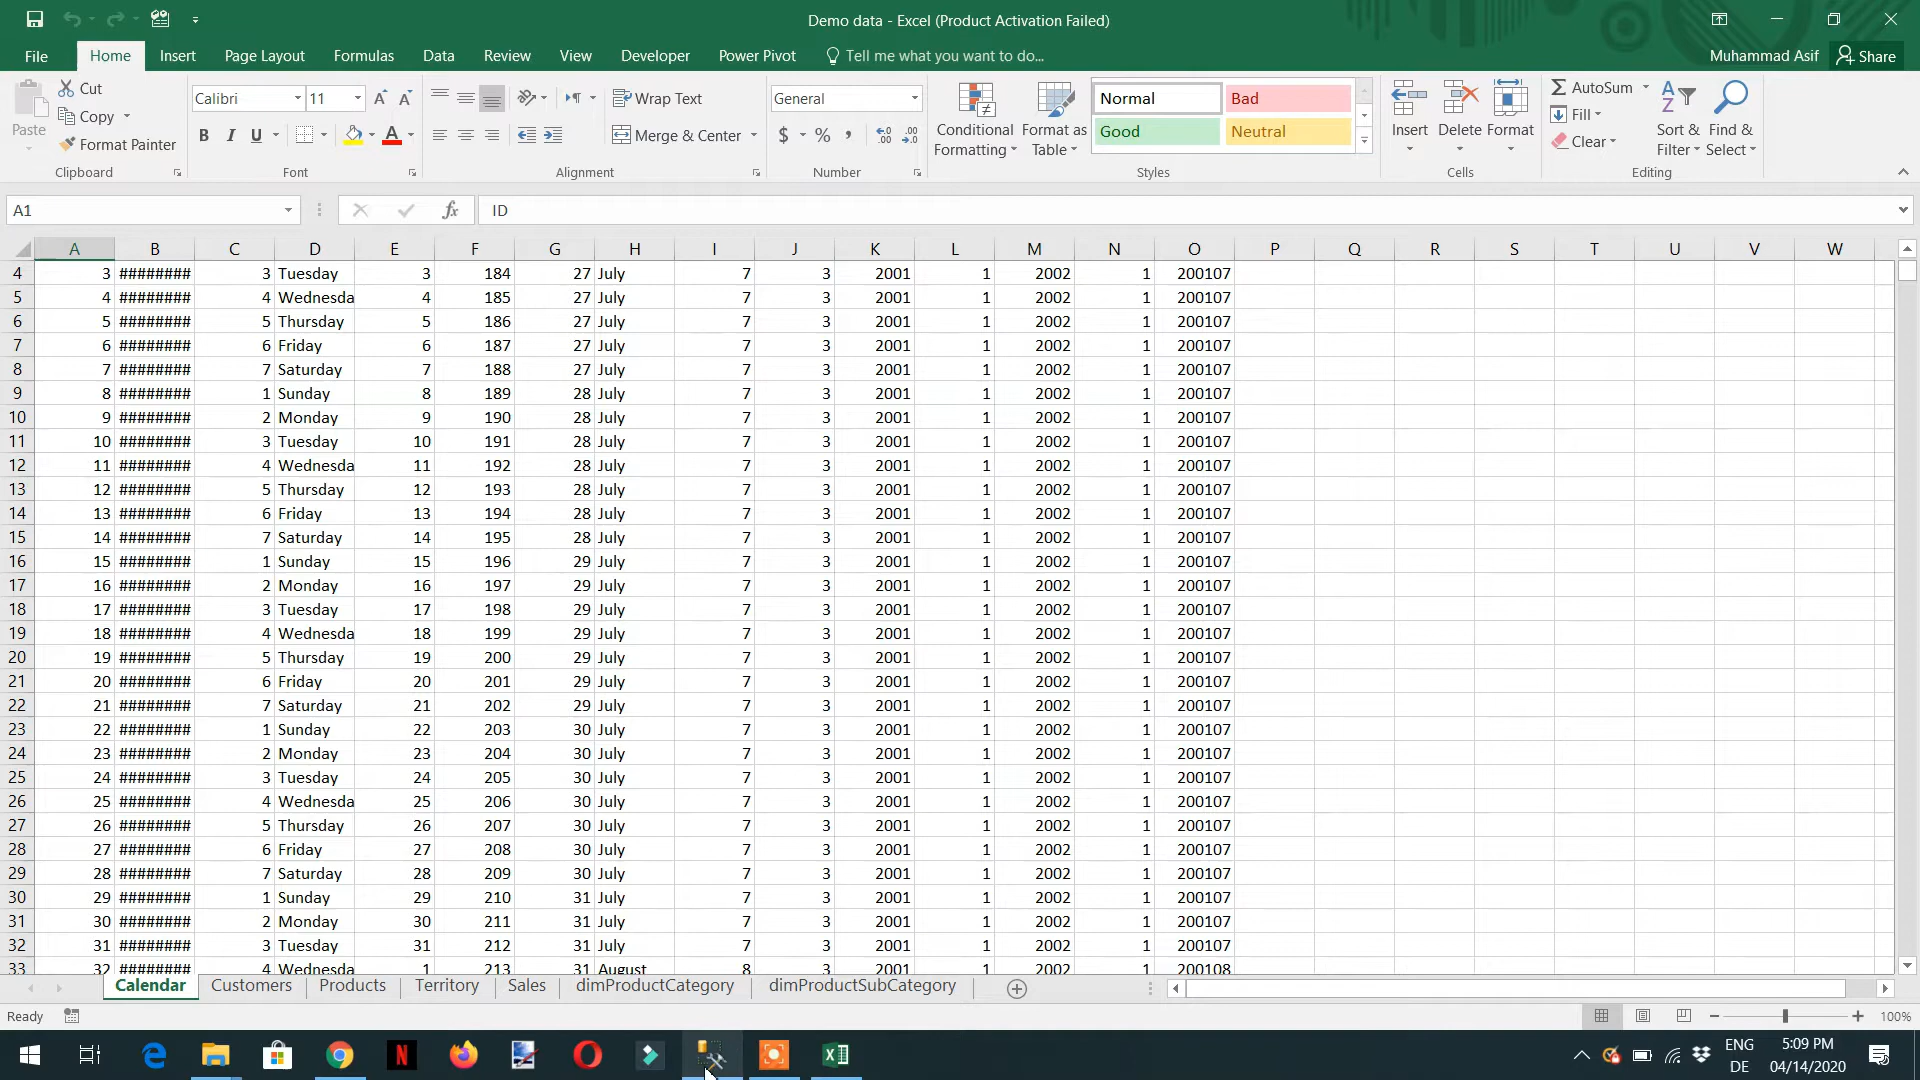 Demo data - Excel (Product Activation Failed)
File Home Insert Page Layout Formulas Data Review View Developer Power Pivot Tell me what you want to do... Muhammad Asif Share
Paste
Cut
Copy
Format Painter
Clipboard
Calibri 11
B I U
Font
Wrap Text
Merge & Center
Alignment
General
$ % ,
Number
Conditional Formatting
Format as Table
Normal Bad
Good Neutral
Styles
Insert Delete Format
Cells
AutoSum
Fill
Clear
Sort & Filter
Find & Select
Editing
A1 fx ID
A B C D E F G H I J K L M N O P Q R S T U V W
4 3 ######## 3 Tuesday 3 184 27 July 7 3 2001 1 2002 1 200107
5 4 ######## 4 Wednesda 4 185 27 July 7 3 2001 1 2002 1 200107
6 5 ######## 5 Thursday 5 186 27 July 7 3 2001 1 2002 1 200107
7 6 ######## 6 Friday 6 187 27 July 7 3 2001 1 2002 1 200107
8 7 ######## 7 Saturday 7 188 27 July 7 3 2001 1 2002 1 200107
9 8 ######## 1 Sunday 8 189 28 July 7 3 2001 1 2002 1 200107
10 9 ######## 2 Monday 9 190 28 July 7 3 2001 1 2002 1 200107
11 10 ######## 3 Tuesday 10 191 28 July 7 3 2001 1 2002 1 200107
12 11 ######## 4 Wednesda 11 192 28 July 7 3 2001 1 2002 1 200107
13 12 ######## 5 Thursday 12 193 28 July 7 3 2001 1 2002 1 200107
14 13 ######## 6 Friday 13 194 28 July 7 3 2001 1 2002 1 200107
15 14 ######## 7 Saturday 14 195 28 July 7 3 2001 1 2002 1 200107
16 15 ######## 1 Sunday 15 196 29 July 7 3 2001 1 2002 1 200107
17 16 ######## 2 Monday 16 197 29 July 7 3 2001 1 2002 1 200107
18 17 ######## 3 Tuesday 17 198 29 July 7 3 2001 1 2002 1 200107
19 18 ######## 4 Wednesda 18 199 29 July 7 3 2001 1 2002 1 200107
20 19 ######## 5 Thursday 19 200 29 July 7 3 2001 1 2002 1 200107
21 20 ######## 6 Friday 20 201 29 July 7 3 2001 1 2002 1 200107
22 21 ######## 7 Saturday 21 202 29 July 7 3 2001 1 2002 1 200107
23 22 ######## 1 Sunday 22 203 30 July 7 3 2001 1 2002 1 200107
24 23 ######## 2 Monday 23 204 30 July 7 3 2001 1 2002 1 200107
25 24 ######## 3 Tuesday 24 205 30 July 7 3 2001 1 2002 1 200107
26 25 ######## 4 Wednesda 25 206 30 July 7 3 2001 1 2002 1 200107
27 26 ######## 5 Thursday 26 207 30 July 7 3 2001 1 2002 1 200107
28 27 ######## 6 Friday 27 208 30 July 7 3 2001 1 2002 1 200107
29 28 ######## 7 Saturday 28 209 30 July 7 3 2001 1 2002 1 200107
30 29 ######## 1 Sunday 29 210 31 July 7 3 2001 1 2002 1 200107
31 30 ######## 2 Monday 30 211 31 July 7 3 2001 1 2002 1 200107
32 31 ######## 3 Tuesday 31 212 31 July 7 3 2001 1 2002 1 200107
33 32 ######## 4 Wednesda 1 213 31 August 8 3 2001 1 2002 1 200108
Calendar Customers Products Territory Sales dimProductCategory dimProductSubCategory
Ready 100%
ENG 5:09 PM
DE 04/14/2020